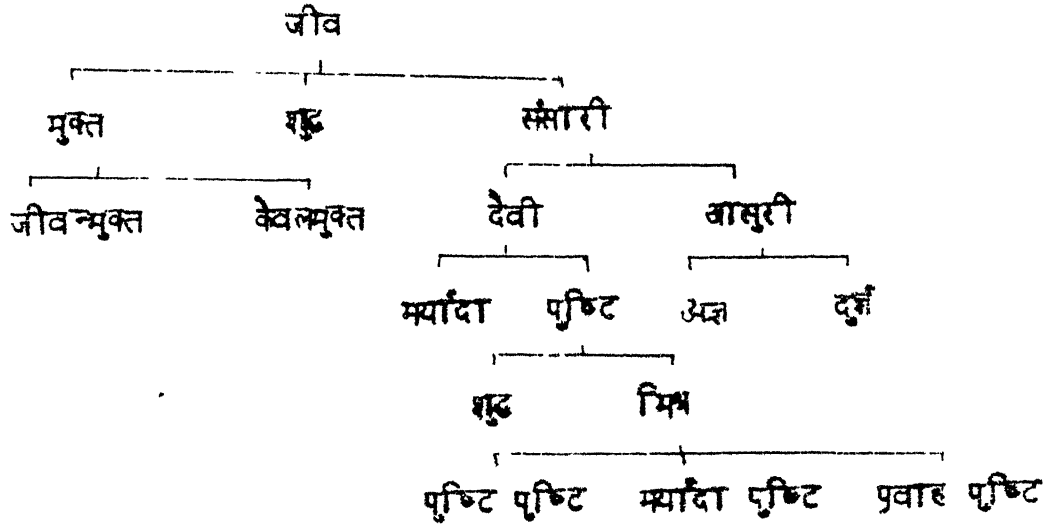 जीव
मुक्त शुद्ध संसारी
जीवन्मुक्त केवलमुक्त देवी आसुरी
मर्यादा पुष्टि अज्ञ दुर्ज्ञ
शुद्ध मिश्र
पुष्टि पुष्टि मर्यादा पुष्टि प्रवाह पुष्टि